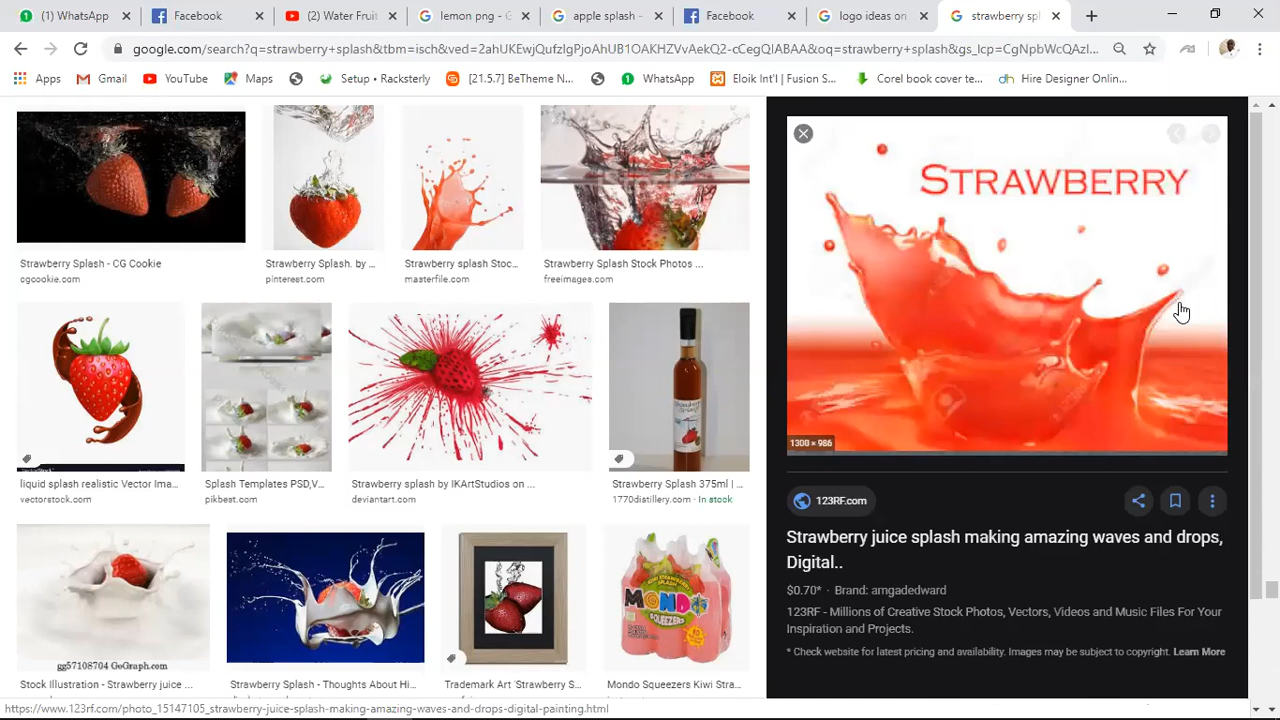 (1) WhatsApp
Facebook
(2) Water Fruit
lemon png - G
apple splash -
Facebook
logo ideas on
strawberry spl
google.com/search?q=strawberry+splash&tbm=isch&ved=2ahUKEwjQufzlgPjoAhUB1OAKHZVvAekQ2-cCegQIABAA&oq=strawberry+splash&gs_lcp=CgNpbWcQAzI...
Apps
Gmail
YouTube
Maps
Setup • Racksterly
[21.5.7] BeTheme N...
WhatsApp
Eloik Int'l | Fusion S...
Corel book cover te...
Hire Designer Onlin...
Strawberry Splash - CG Cookie
cgcookie.com
Strawberry Splash. by ...
pinterest.com
Strawberry splash Stoc...
masterfile.com
Strawberry Splash Stock Photos ...
freeimages.com
liquid splash realistic Vector Ima...
vectorstock.com
Splash Templates PSD,V...
pikbest.com
Strawberry splash by IKArtStudios on ...
deviantart.com
Strawberry Splash 375ml | ...
1770distillery.com · In stock
gg57108704 GoGraph.com
Stock Illustration - Strawberry juice ...
Strawberry Splash - Thoughts About Hi...
Trademark Art 'Strawberry S...
MONDO
SQUEEZERS
Mondo Squeezers Kiwi Stra...
STRAWBERRY
1300 × 986
123RF.com
Strawberry juice splash making amazing waves and drops,
Digital..
$0.70* · Brand: amgadedward
123RF - Millions of Creative Stock Photos, Vectors, Videos and Music Files For Your
Inspiration and Projects.
* Check website for latest pricing and availability. Images may be subject to copyright. Learn More
https://www.123rf.com/photo_15147105_strawberry-juice-splash-making-amazing-waves-and-drops-digital-painting.html